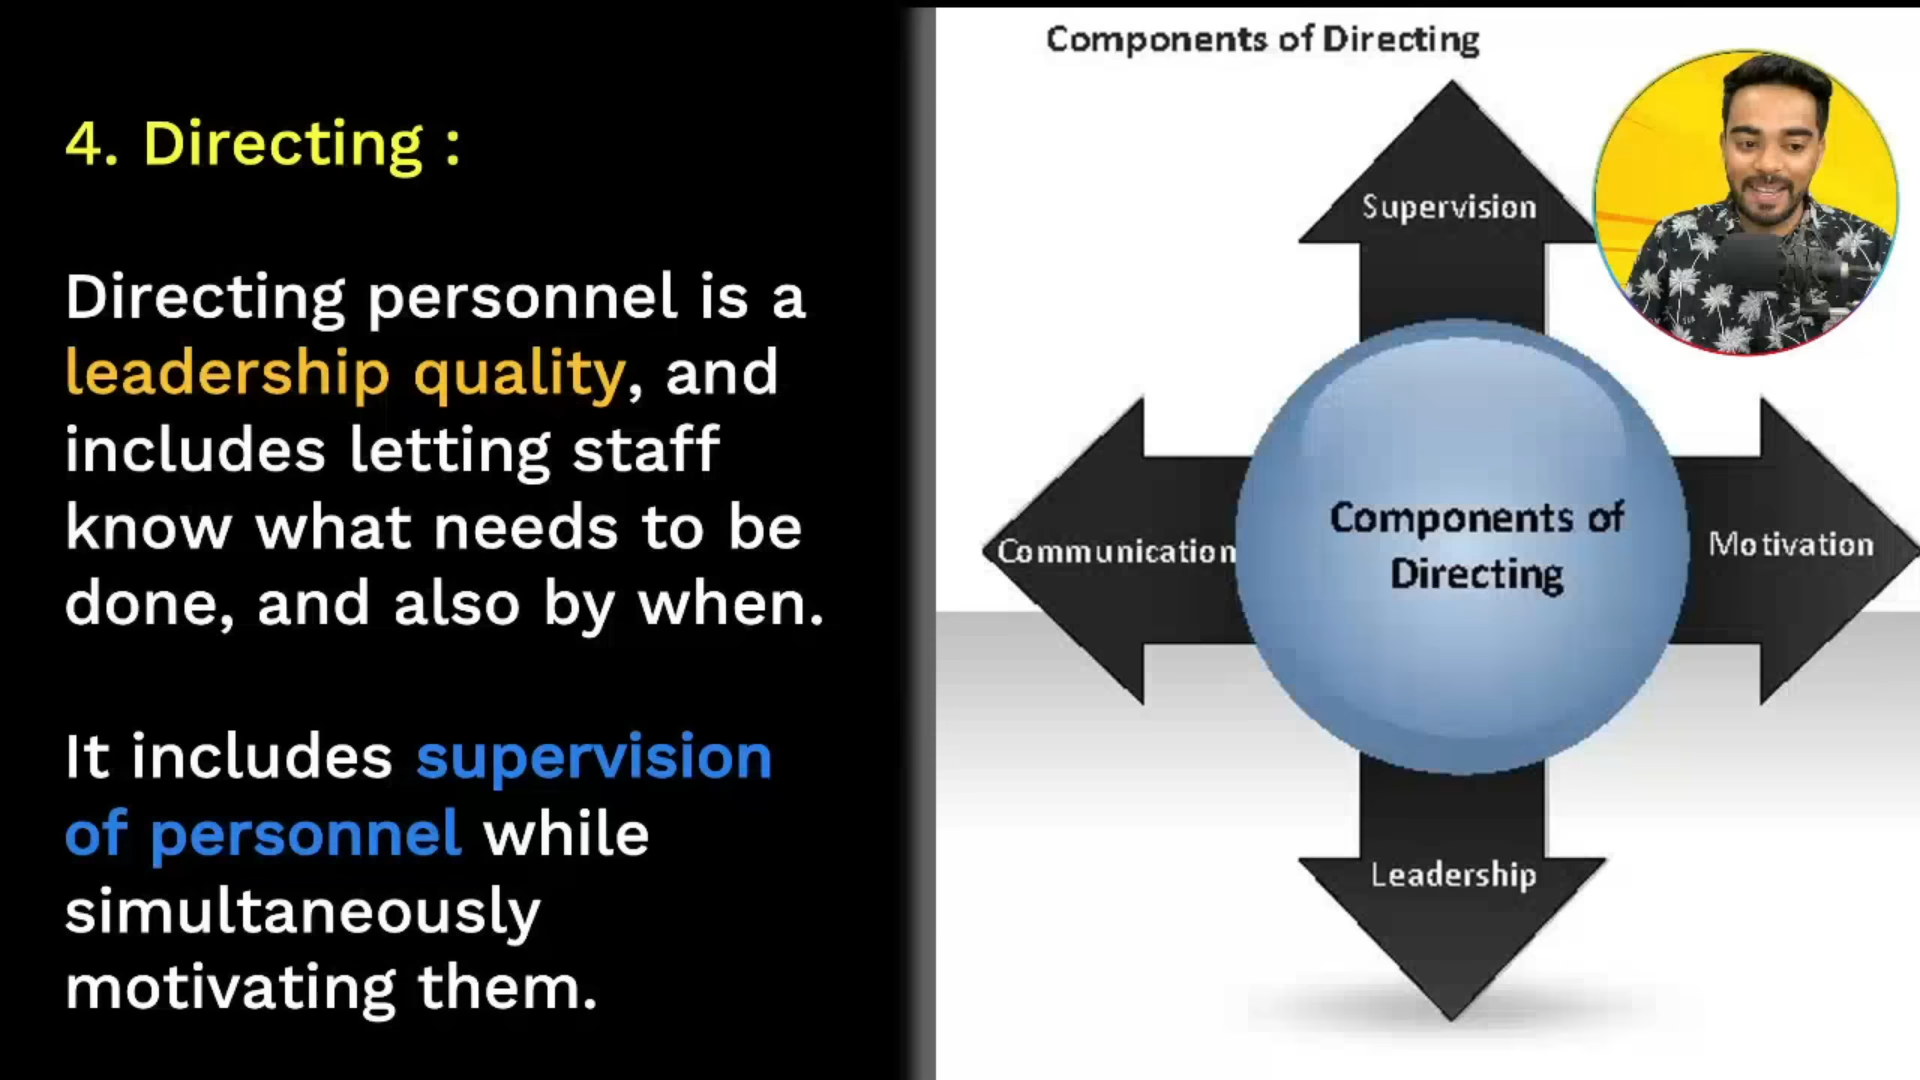 4. Directing :
Directing personnel is a
leadership quality, and
includes letting staff
know what needs to be
done, and also by when.
It includes supervision
of personnel while
simultaneously
motivating them.
Components of Directing
Supervision
Communication
Components of
Directing
Motivation
Leadership